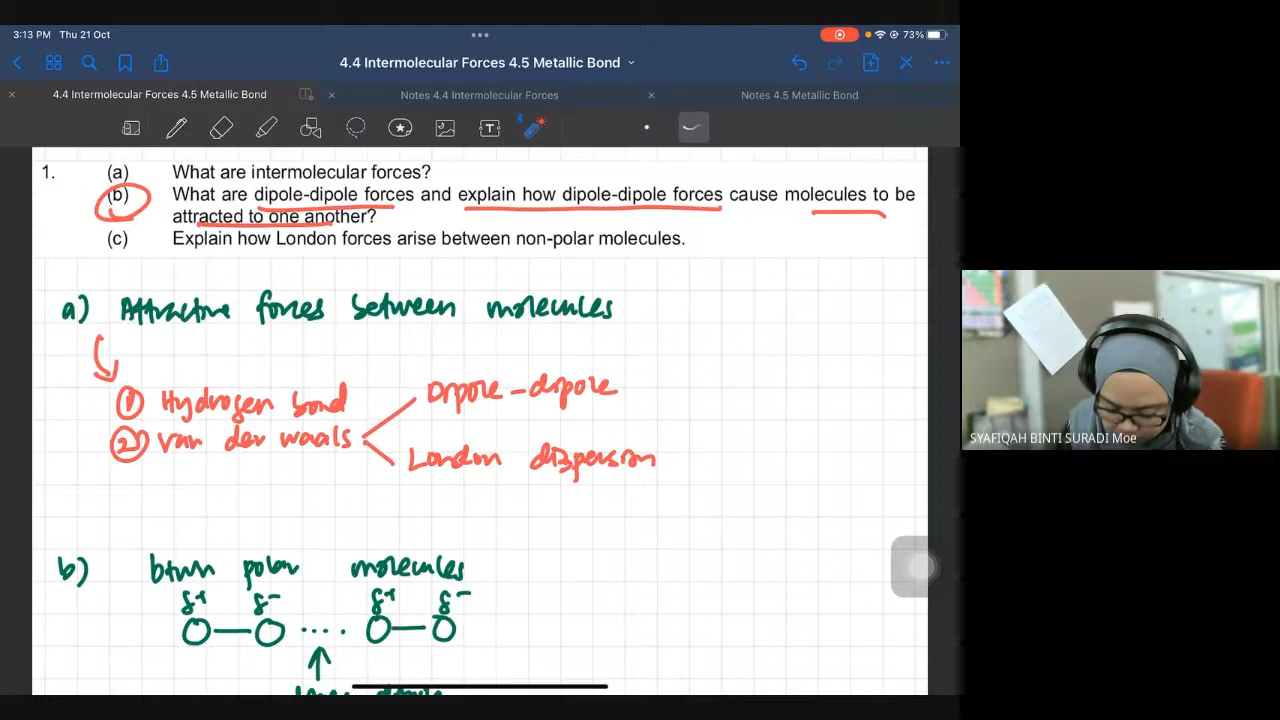 3:13 PM Thu 21 Oct
73%
4.4 Intermolecular Forces 4.5 Metallic Bond
4.4 Intermolecular Forces 4.5 Metallic Bond
Notes 4.4 Intermolecular Forces
Notes 4.5 Metallic Bond
1. (a) What are intermolecular forces?
(b) What are dipole-dipole forces and explain how dipole-dipole forces cause molecules to be
attracted to one another?
(c) Explain how London forces arise between non-polar molecules.
a) Attractive forces between molecules
① Hydrogen bond
② van der waals
Dipole-dipole
London dispersion
b) btwn polar molecules
δ+ δ- δ+ δ-
SYAFIQAH BINTI SURADI Moe